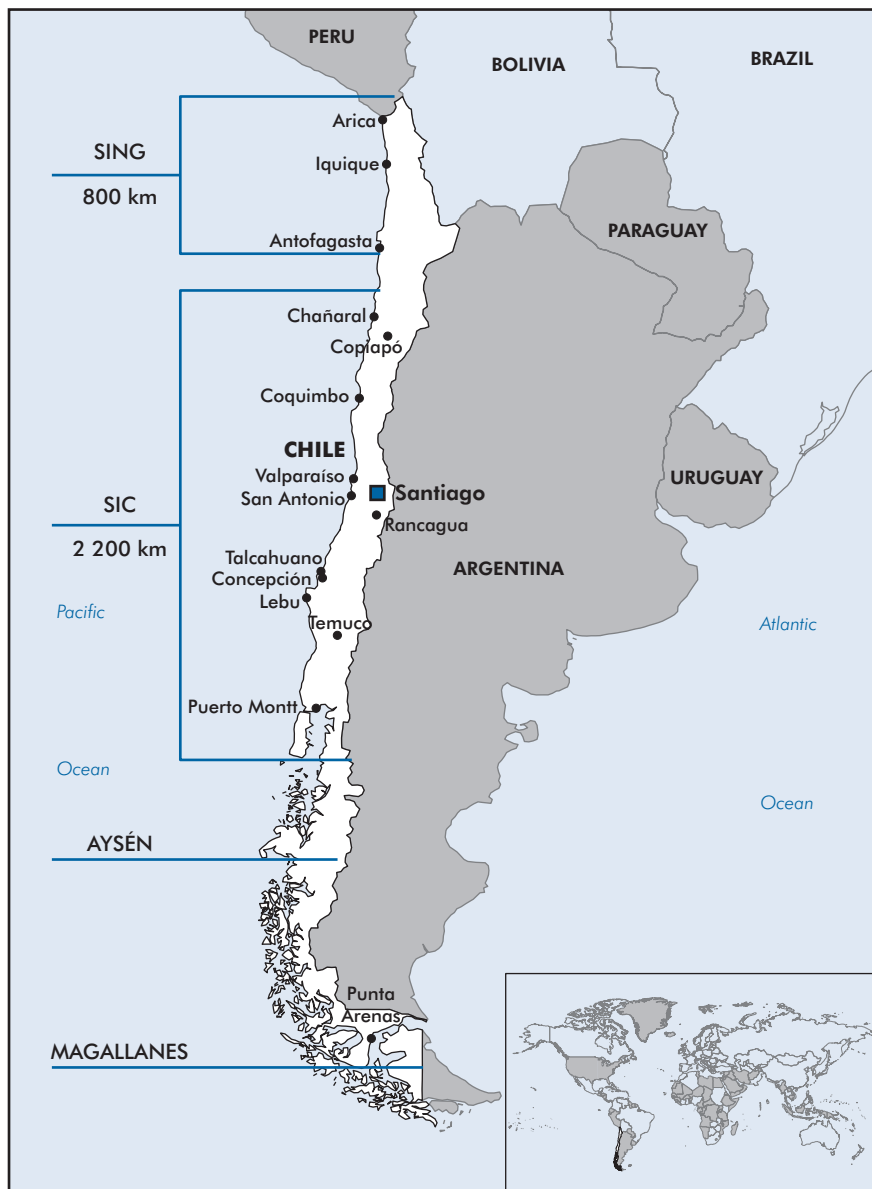 PERU
BOLIVIA
BRAZIL
Arica
SING
Iquique
800 km
PARAGUAY
Antofagasta
Chañaral
Copiapó
Coquimbo
CHILE
Valparaíso
URUGUAY
San Antonio
Santiago
SIC
Rancagua
2 200 km
Talcahuano
ARGENTINA
Concepción
Lebu
Pacific
Temuco
Atlantic
Puerto Montt
Ocean
Ocean
AYSÉN
Punta
Arenas
MAGALLANES